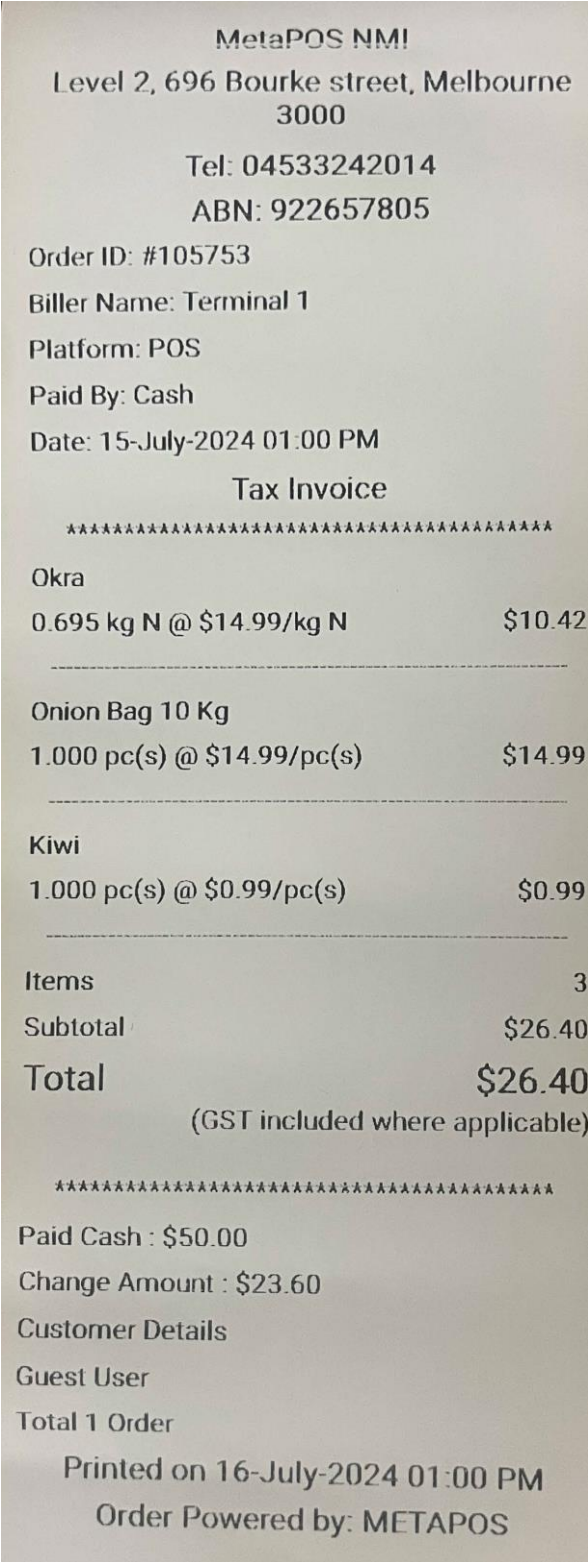 MetaPOS NMI
Level 2, 696 Bourke street, Melbourne
3000
Tel: 04533242014
ABN: 922657805
Order ID: #105753
Biller Name: Terminal 1
Platform: POS
Paid By: Cash
Date: 15-July-2024 01:00 PM
Tax Invoice
******************************************
Okra
0.695 kg N @ $14.99/kg N $10.42
Onion Bag 10 Kg
1.000 pc(s) @ $14.99/pc(s) $14.99
Kiwi
1.000 pc(s) @ $0.99/pc(s) $0.99
Items 3
Subtotal $26.40
Total $26.40
(GST included where applicable)
******************************************
Paid Cash : $50.00
Change Amount : $23.60
Customer Details
Guest User
Total 1 Order
Printed on 16-July-2024 01:00 PM
Order Powered by: METAPOS